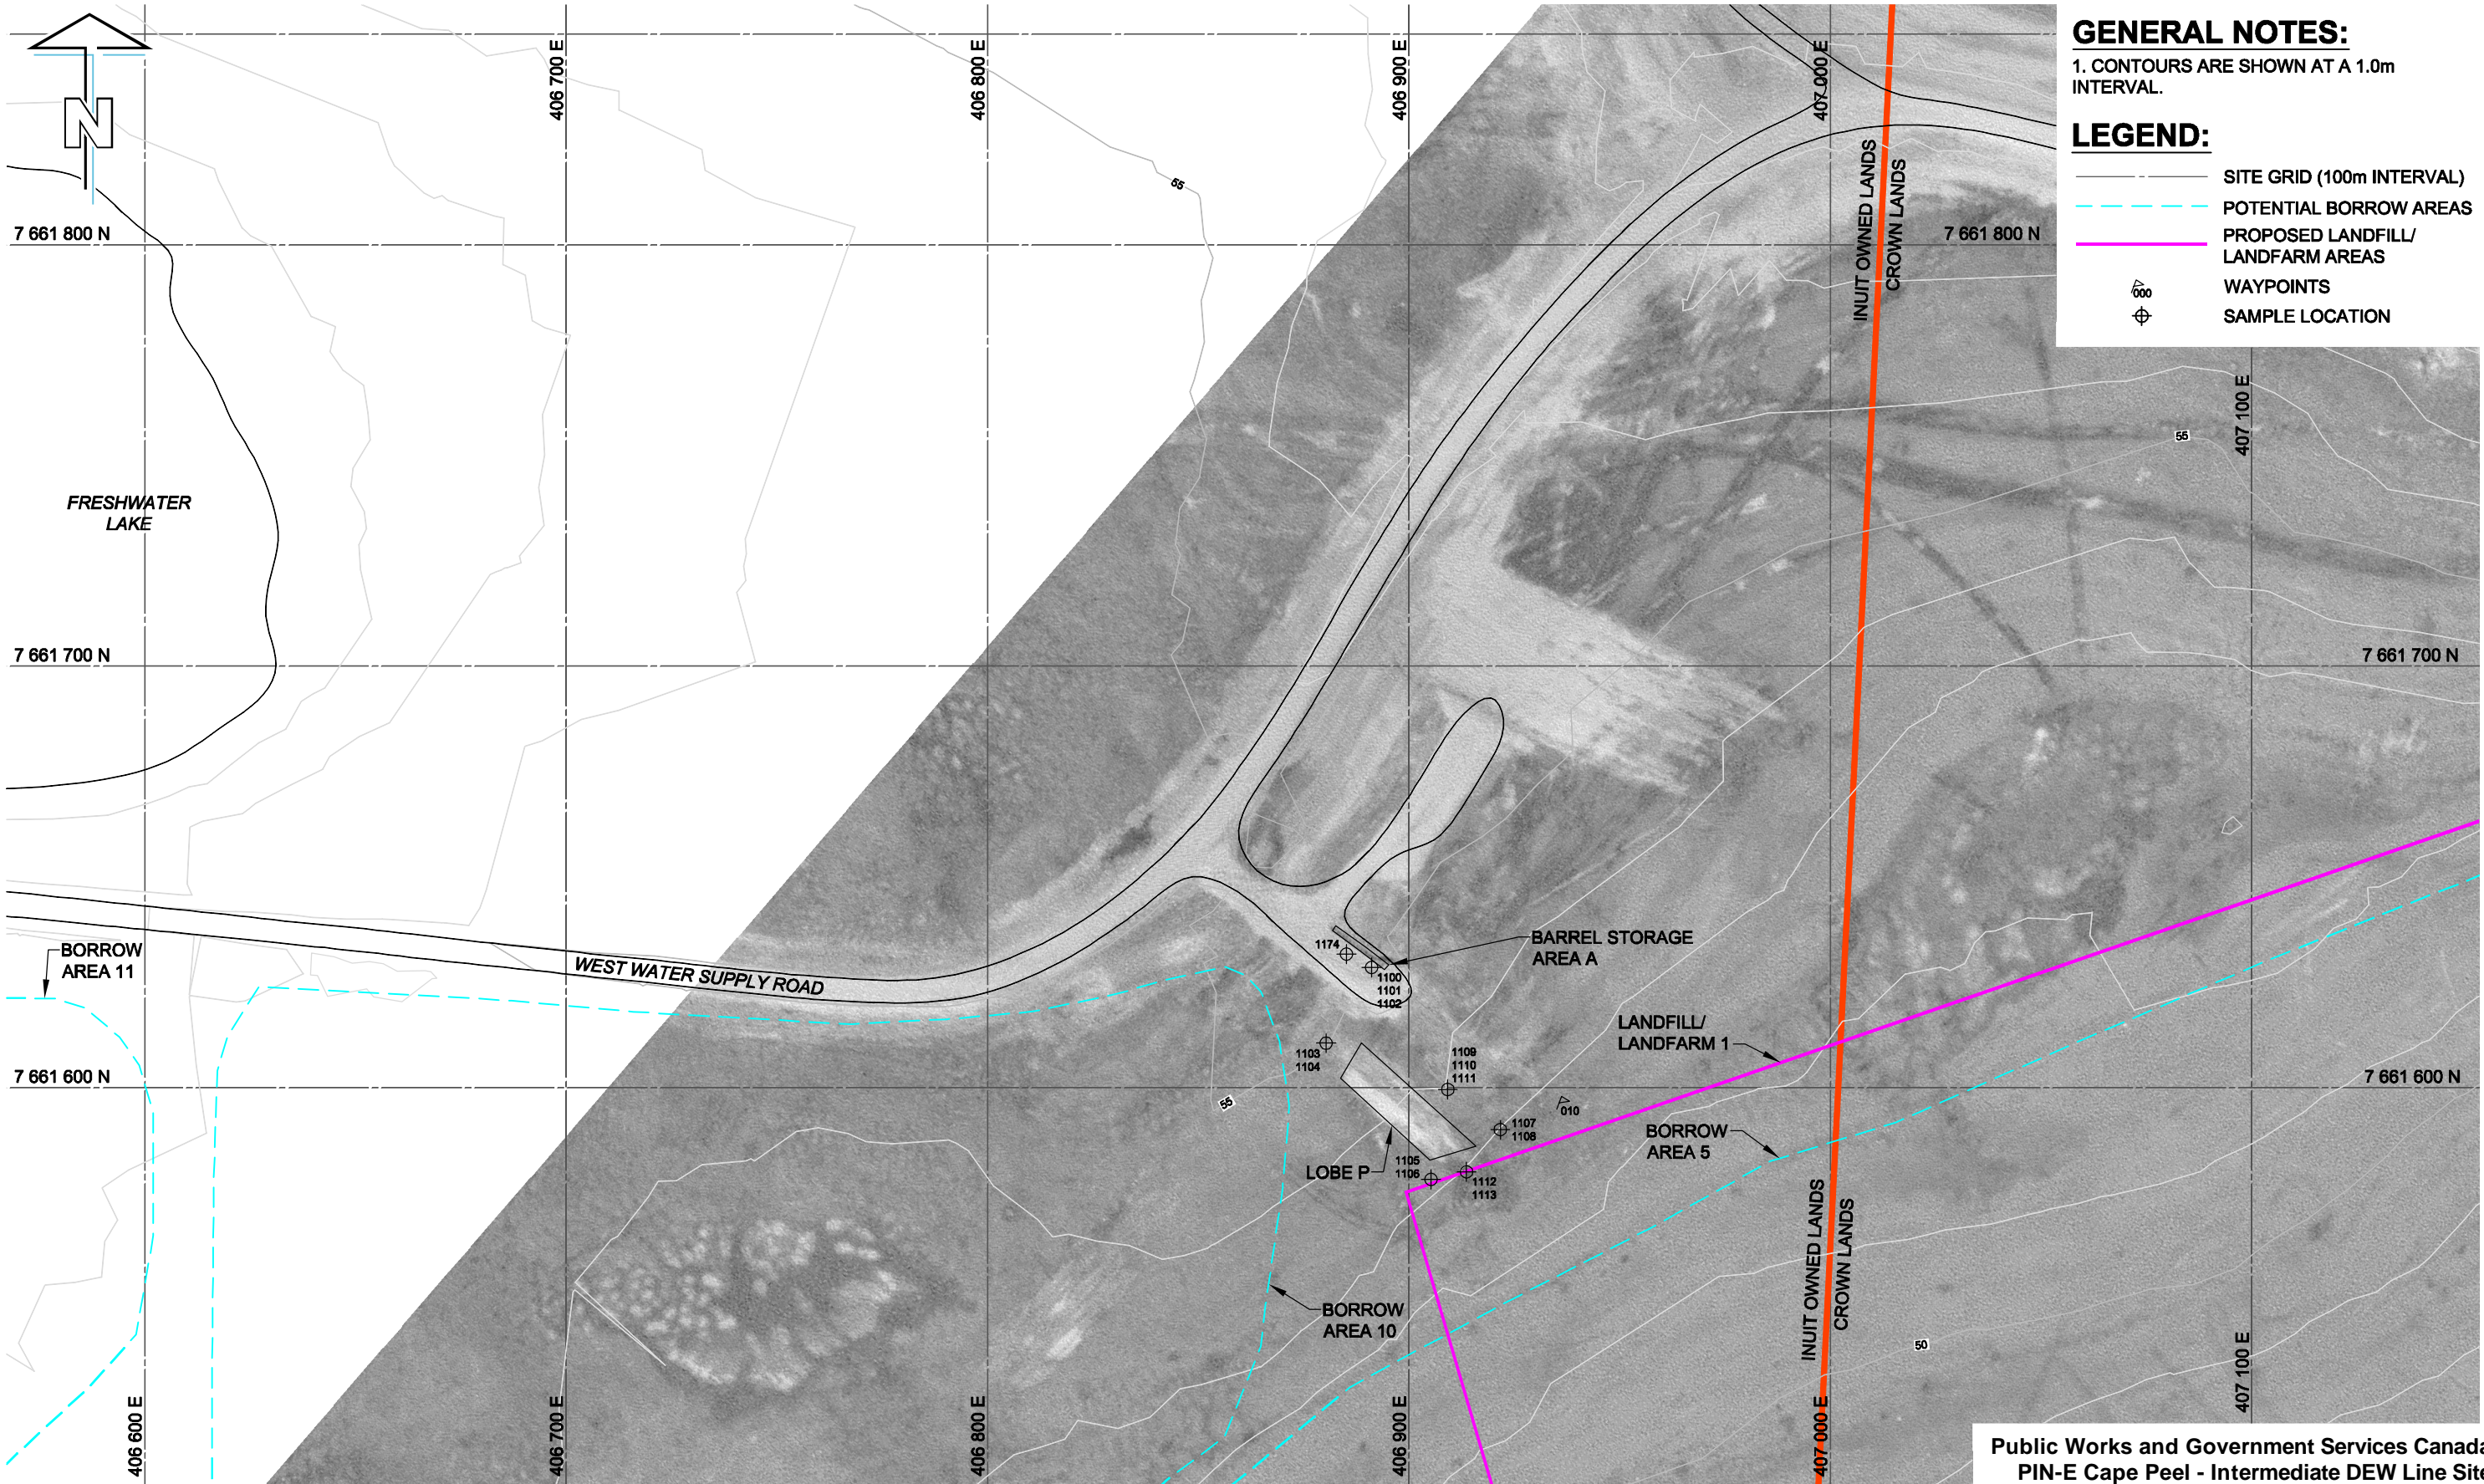 N
406 700 E
406 800 E
406 900 E
407 000 E
GENERAL NOTES:
1. CONTOURS ARE SHOWN AT A 1.0m
INTERVAL.
LEGEND:
SITE GRID (100m INTERVAL)
POTENTIAL BORROW AREAS
PROPOSED LANDFILL/
LANDFARM AREAS
000
WAYPOINTS
SAMPLE LOCATION
55
INUIT OWNED LANDS
CROWN LANDS
7 661 800 N
7 661 800 N
407 100 E
55
FRESHWATER
LAKE
7 661 700 N
7 661 700 N
BORROW
AREA 11
WEST WATER SUPPLY ROAD
1174
BARREL STORAGE
AREA A
1100
1101
1102
LANDFILL/
LANDFARM 1
1103
1104
1109
1110
1111
7 661 600 N
7 661 600 N
55
010
1107
1108
BORROW
AREA 5
LOBE P
1105
1106
1112
1113
INUIT OWNED LANDS
CROWN LANDS
BORROW
AREA 10
50
406 600 E
406 700 E
406 800 E
406 900 E
407 000 E
407 100 E
Public Works and Government Services Canada
PIN-E Cape Peel - Intermediate DEW Line Site